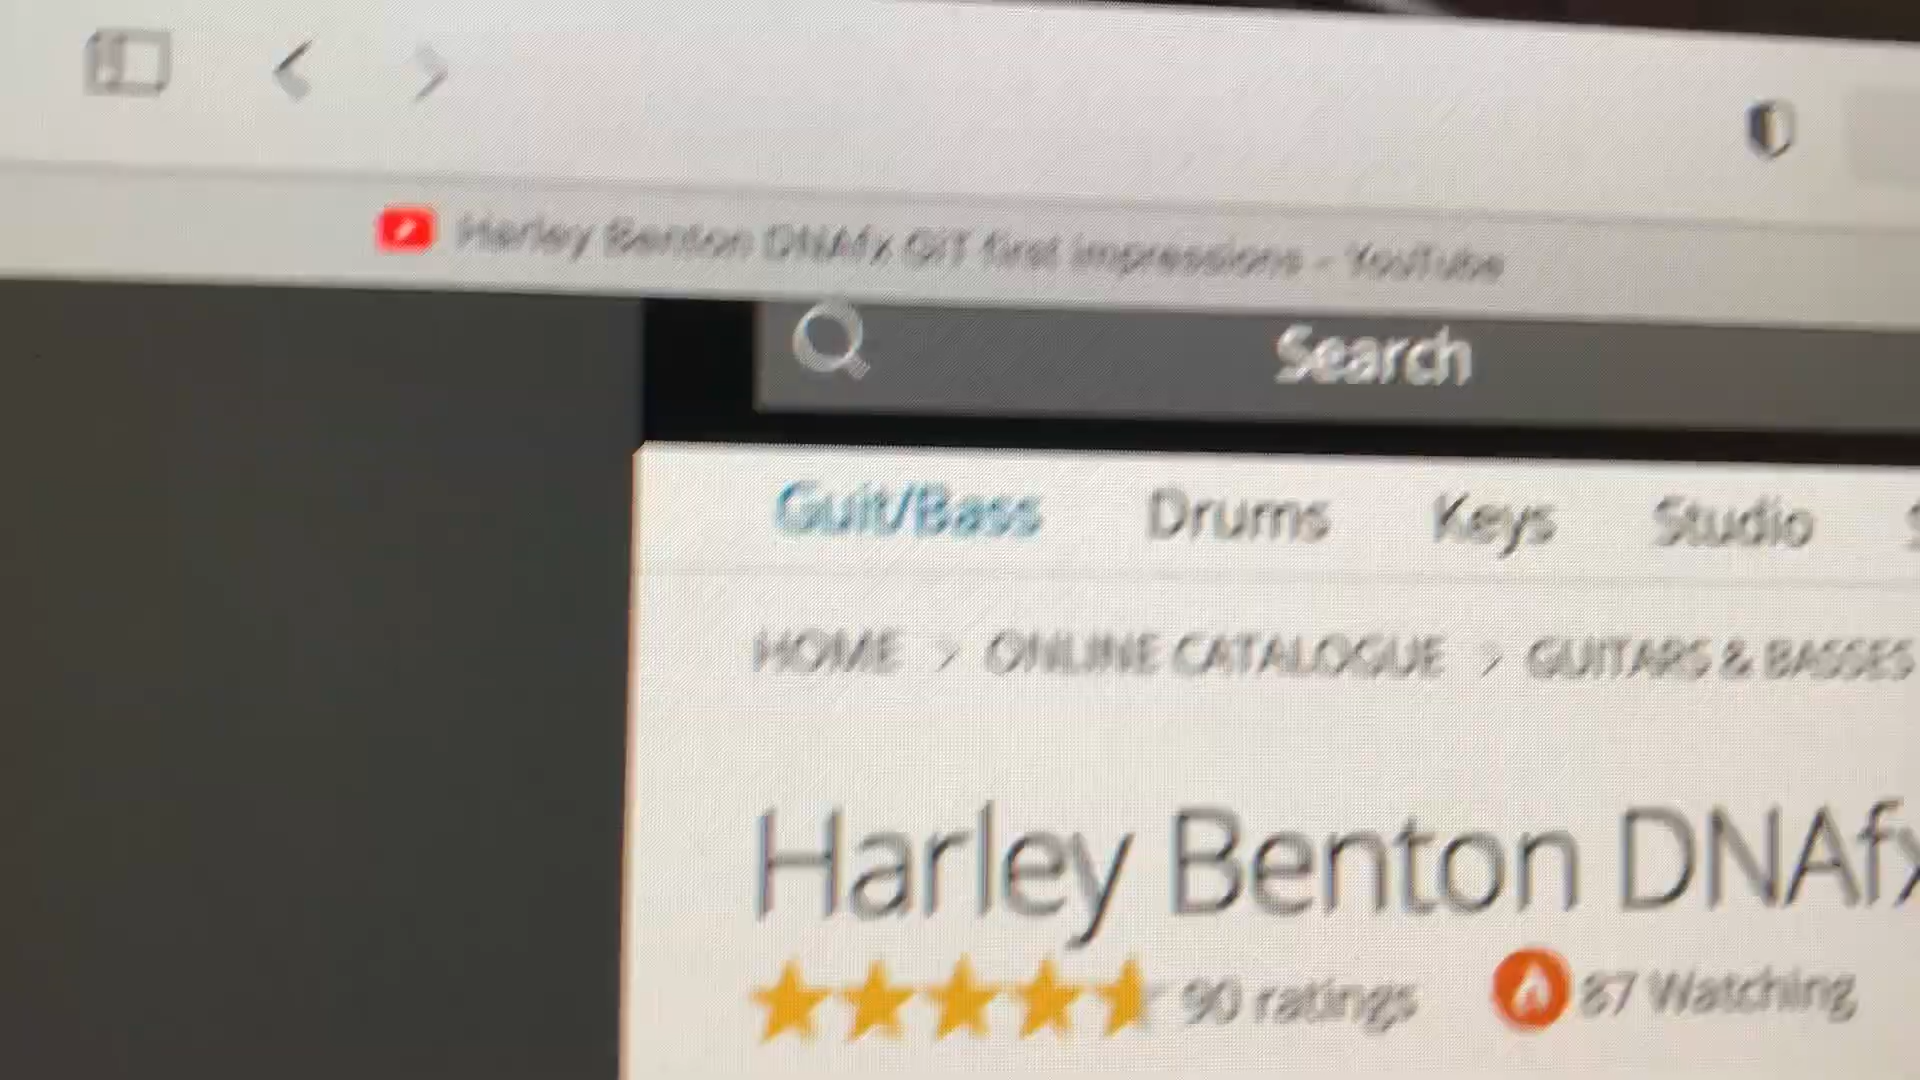 Harley Benton DNAfx GiT first impressions - YouTube
Search
Guit/Bass Drums Keys Studio
HOME > ONLINE CATALOGUE > GUITARS & BASSES
Harley Benton DNAfx
90 ratings 87 Watching